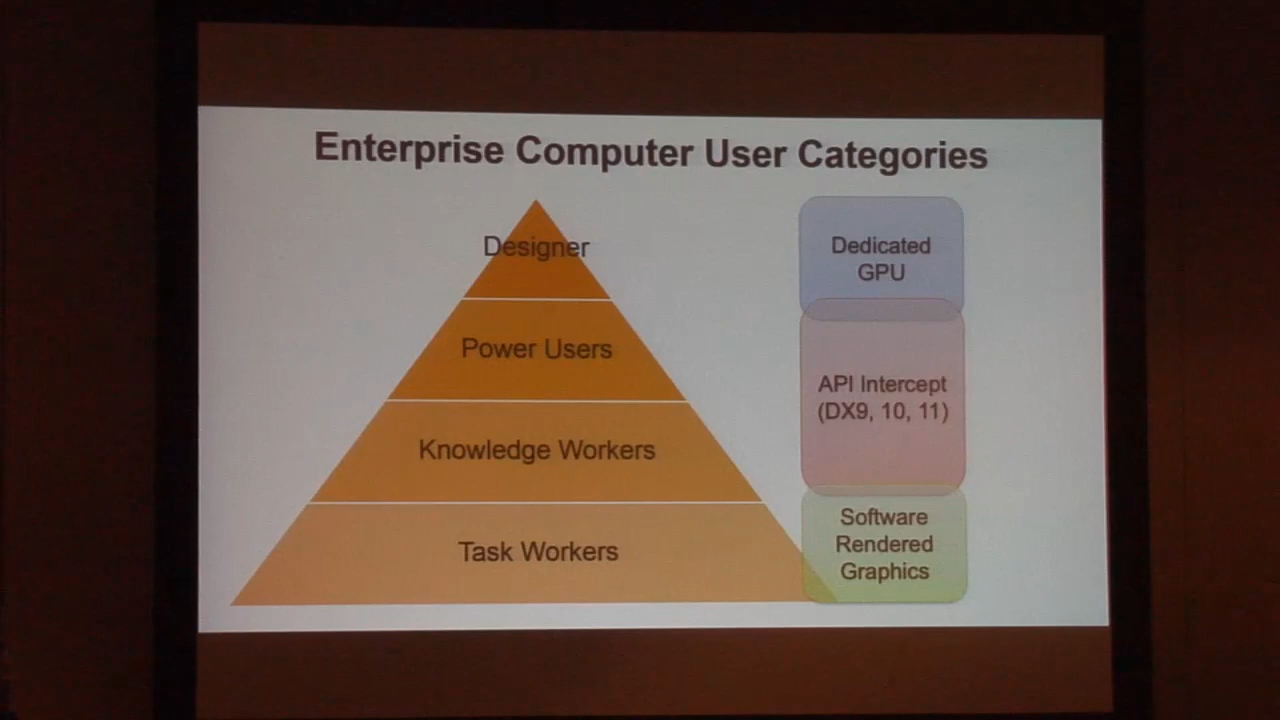 Enterprise Computer User Categories
Designer
Power Users
Knowledge Workers
Task Workers
Dedicated
GPU
API Intercept
(DX9, 10, 11)
Software
Rendered
Graphics